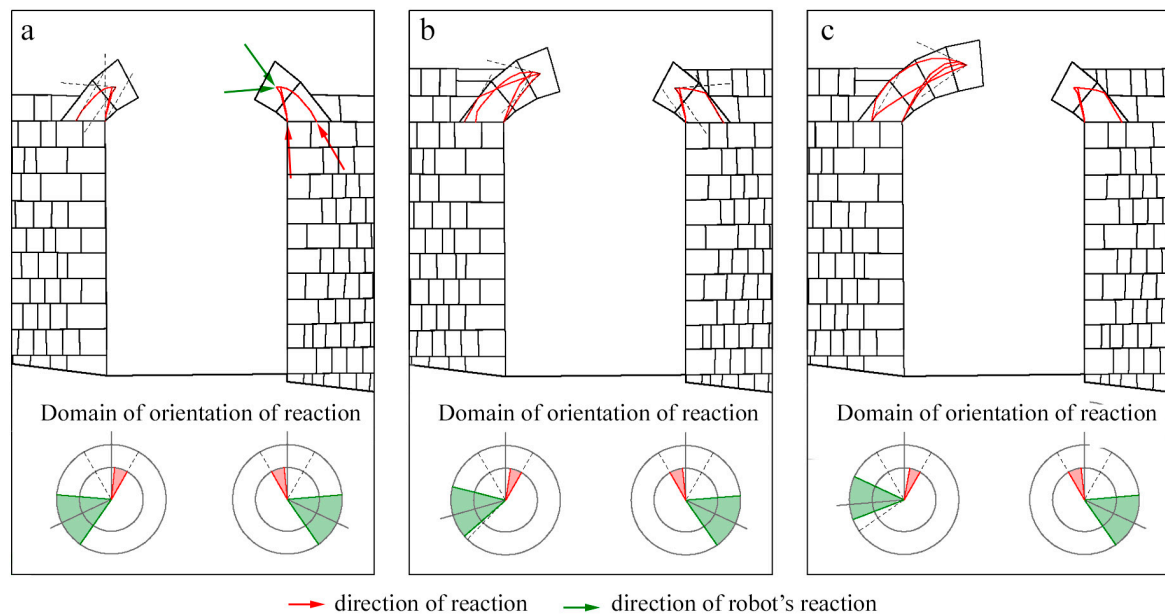 a
b
c
Domain of orientation of reaction
Domain of orientation of reaction
Domain of orientation of reaction
direction of reaction
direction of robot's reaction